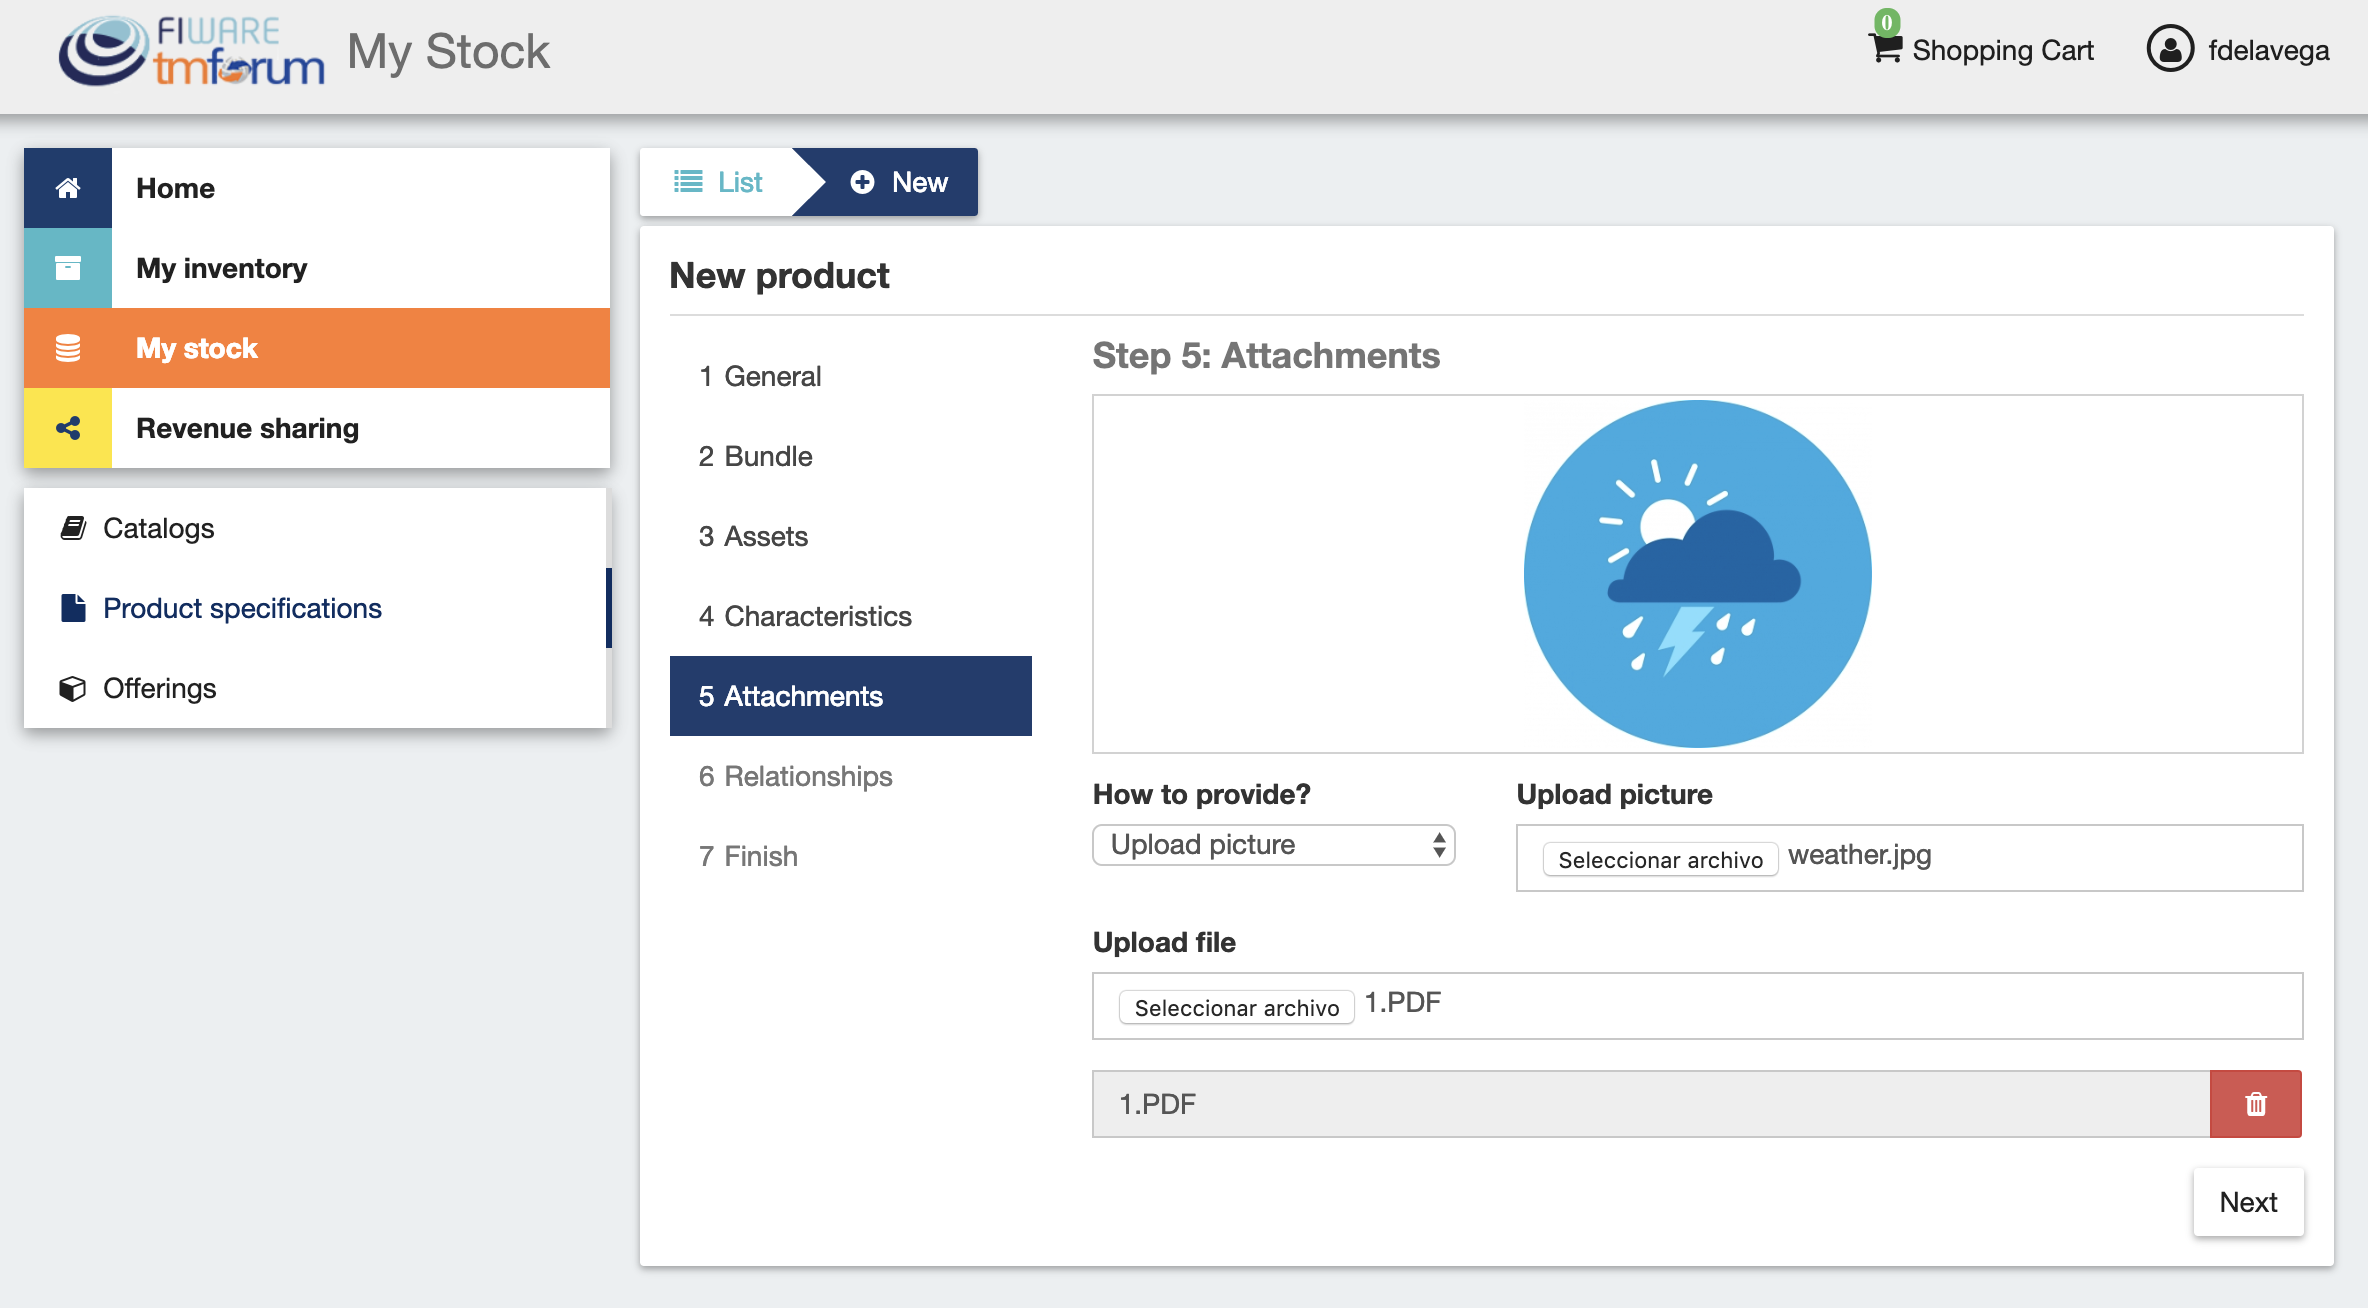 FIWARE
tmforum
My Stock
0
Shopping Cart
fdelavega
Home
My inventory
My stock
Revenue sharing
Catalogs
Product specifications
Offerings
List
New
New product
1 General
2 Bundle
3 Assets
4 Characteristics
5 Attachments
6 Relationships
7 Finish
Step 5: Attachments
How to provide?
Upload picture
Upload picture
Seleccionar archivo weather.jpg
Upload file
Seleccionar archivo 1.PDF
1.PDF
Next